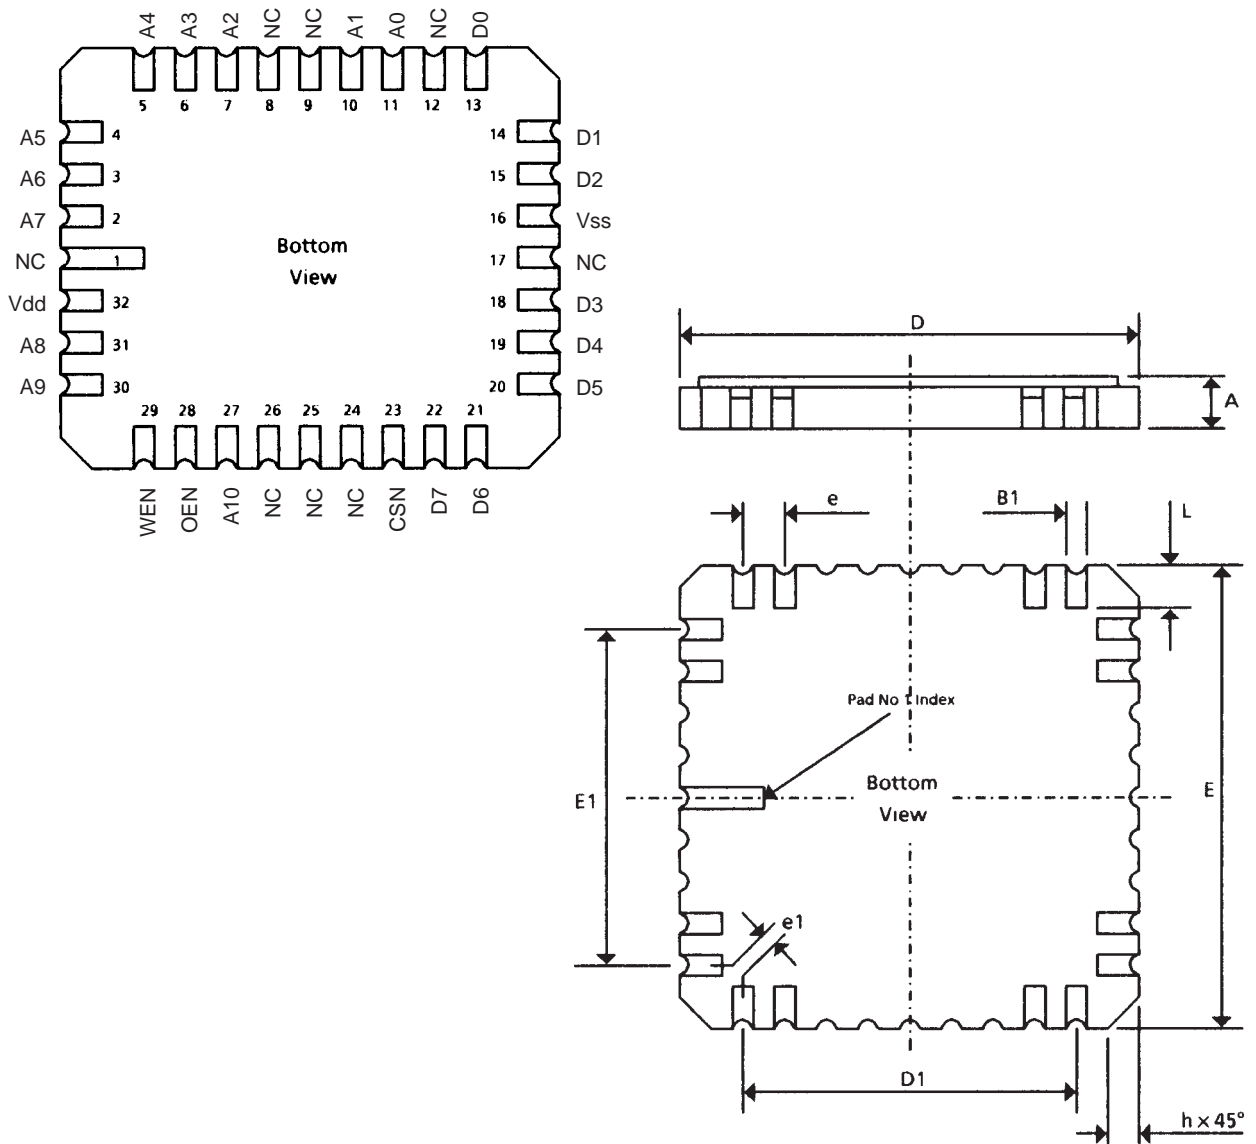 A4 A3 A2 NC NC A1 A0 NC D0
5 6 7 8 9 10 11 12 13
A5 4 14 D1
A6 3 15 D2
A7 2 16 Vss
NC 1 17 NC
Vdd 32 18 D3
A8 31 19 D4
A9 30 20 D5
Bottom
View
29 28 27 26 25 24 23 22 21
WEN OEN A10 NC NC NC CSN D7 D6
D
A
e B1 L
Pad No 1 Index
E1
Bottom
View
E
e1
D1
h × 45°